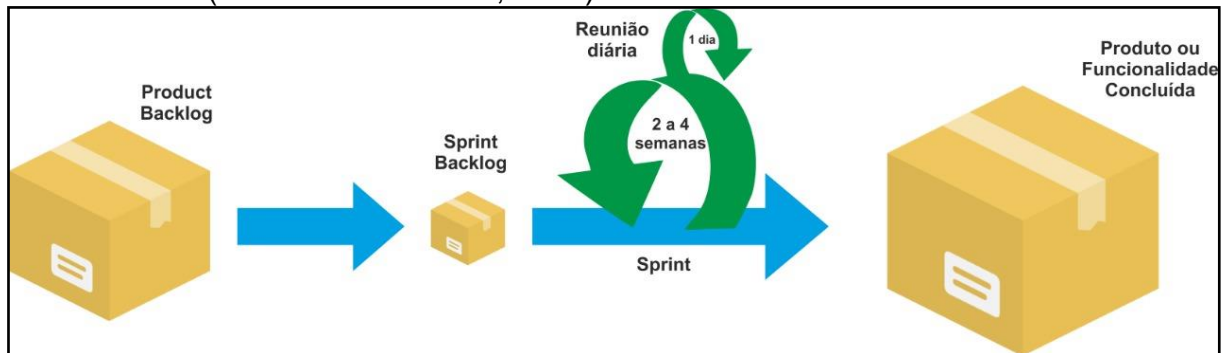 Product
Backlog
Sprint
Backlog
Reunião
diária
1 dia
2 a 4
semanas
Sprint
Produto ou
Funcionalidade
Concluída